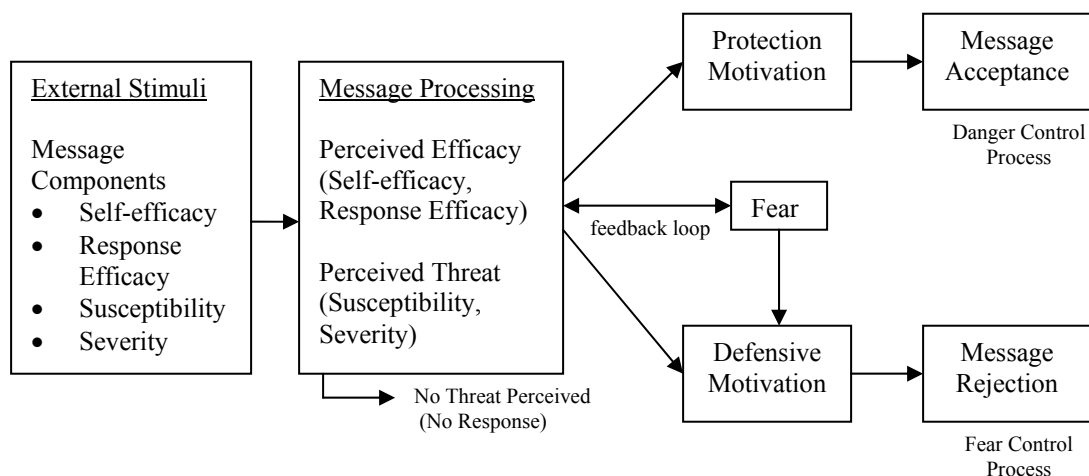 External Stimuli
Message
Components
• Self-efficacy
• Response
Efficacy
• Susceptibility
• Severity
Message Processing
Perceived Efficacy
(Self-efficacy,
Response Efficacy)
Perceived Threat
(Susceptibility,
Severity)
No Threat Perceived
(No Response)
feedback loop
Fear
Protection
Motivation
Message
Acceptance
Danger Control
Process
Defensive
Motivation
Message
Rejection
Fear Control
Process